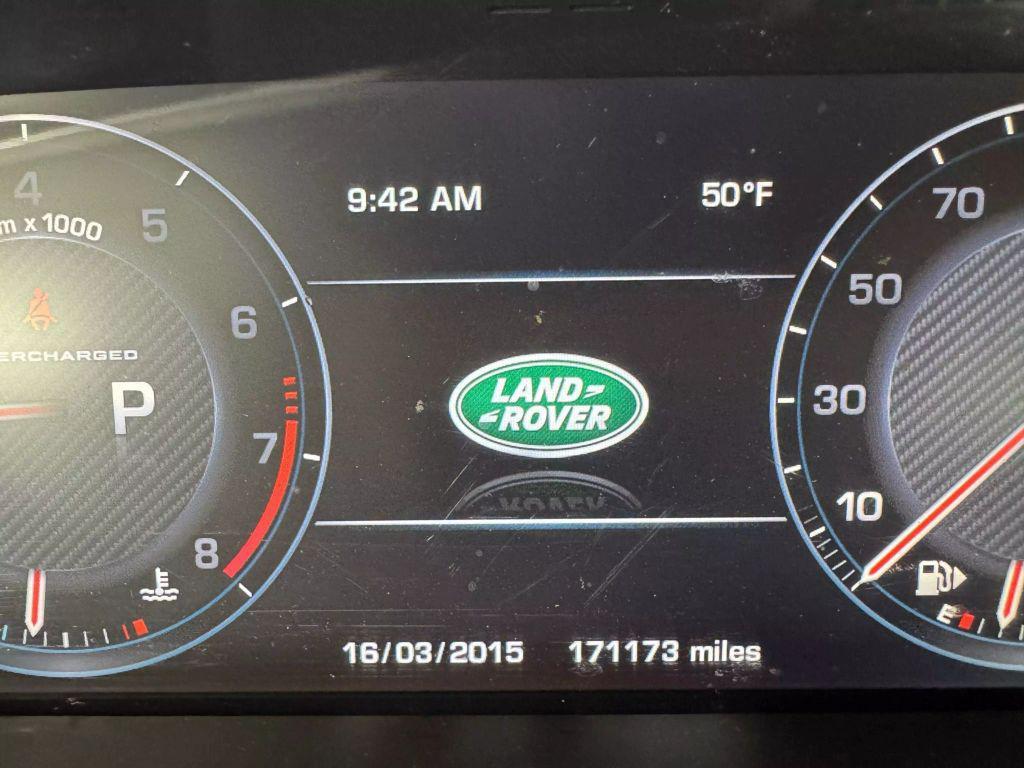 9:42 AM
50°F
4
5
m x 1000
6
ERCHARGED
P
7
8
LAND
ROVER
70
50
30
10
E
16/03/2015
171173 miles